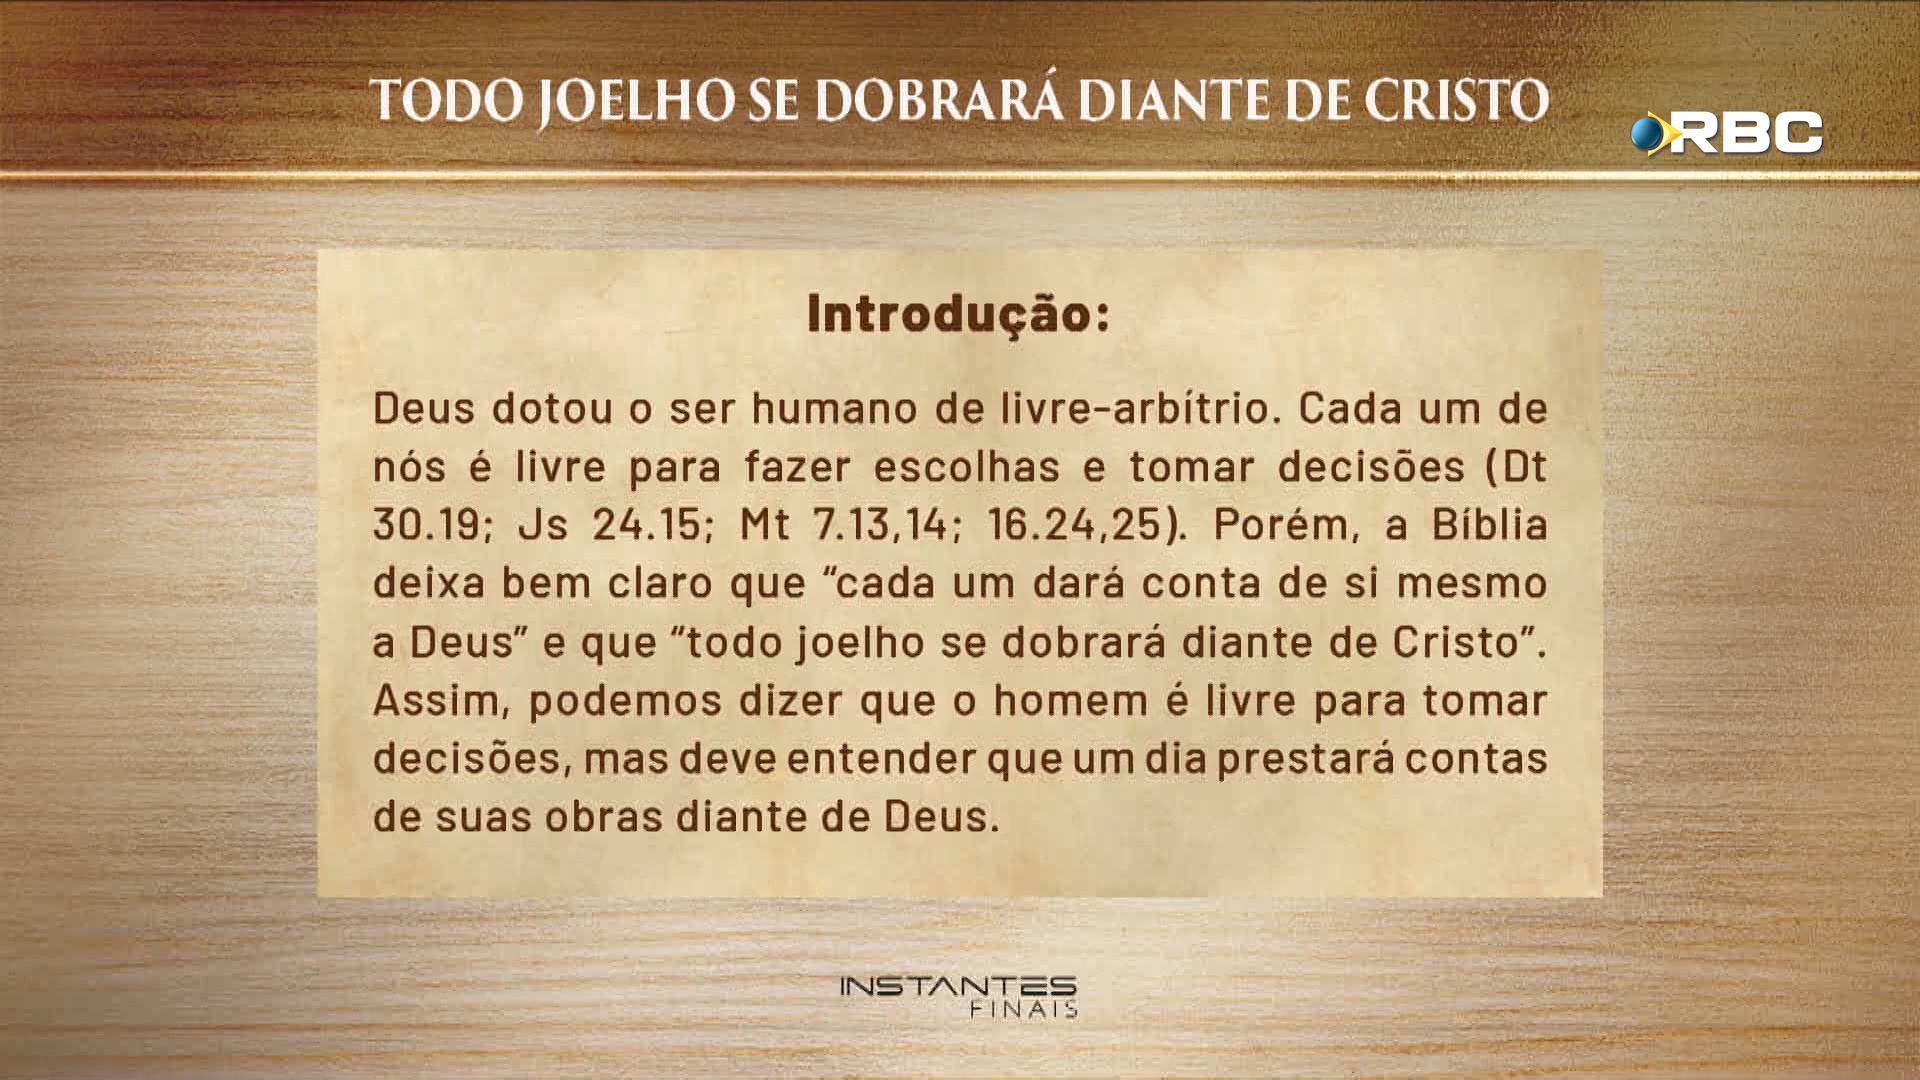 TODO JOELHO SE DOBRARÁ DIANTE DE CRISTO
RBC
Introdução:
Deus dotou o ser humano de livre-arbítrio. Cada um de
nós é livre para fazer escolhas e tomar decisões (Dt
30.19; Js 24.15; Mt 7.13,14; 16.24,25). Porém, a Bíblia
deixa bem claro que “cada um dará conta de si mesmo
a Deus” e que “todo joelho se dobrará diante de Cristo”.
Assim, podemos dizer que o homem é livre para tomar
decisões, mas deve entender que um dia prestará contas
de suas obras diante de Deus.
INSTANTES
FINAIS